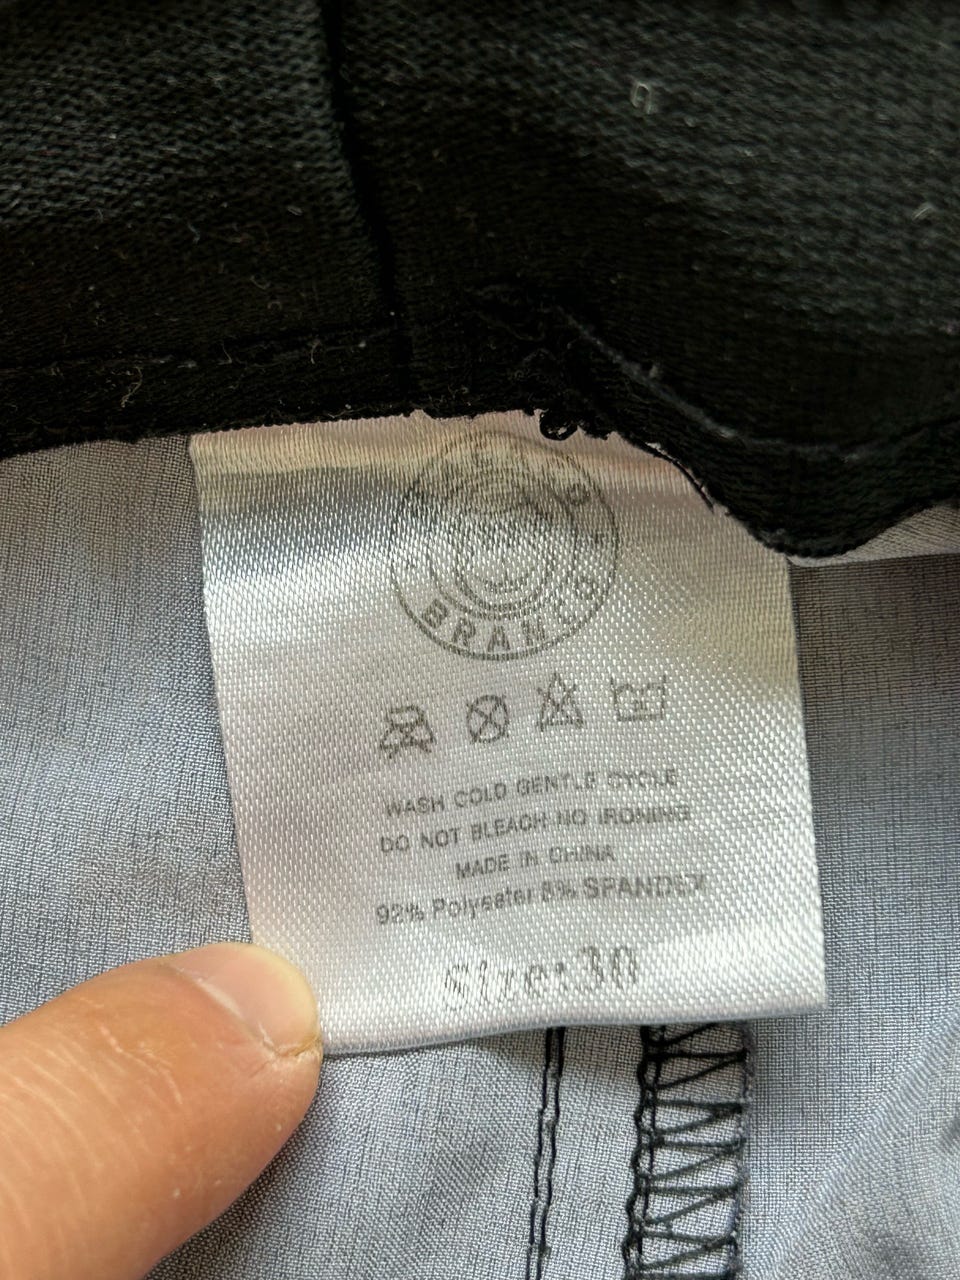 BRAND
WASH COLD GENTLE CYCLE
DO NOT BLEACH NO IRONING
MADE IN CHINA
92% Polyester 8% SPANDEX
Size:30